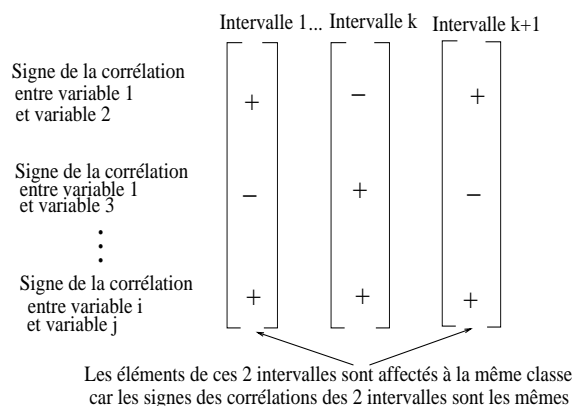 Intervalle 1... Intervalle k Intervalle k+1
Signe de la corrélation
entre variable 1
et variable 2
+ − +
Signe de la corrélation
entre variable 1
et variable 3
− + −
Signe de la corrélation
entre variable i
et variable j
+ + +
Les éléments de ces 2 intervalles sont affectés à la même classe
car les signes des corrélations des 2 intervalles sont les mêmes